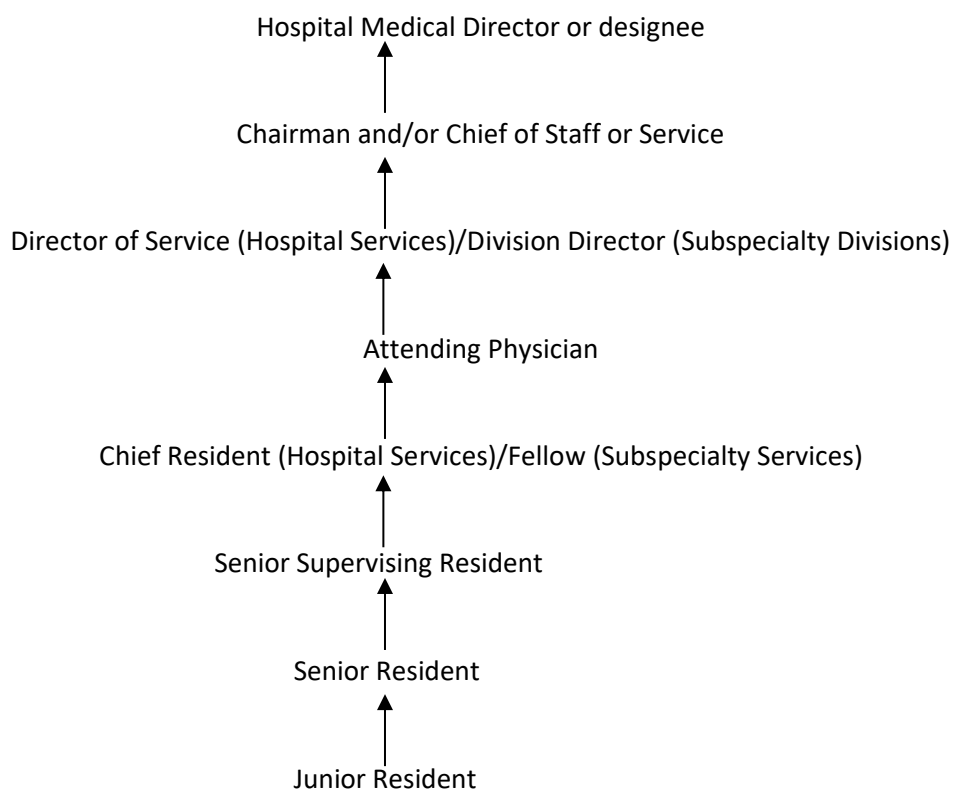 Hospital Medical Director or designee
Chairman and/or Chief of Staff or Service
Director of Service (Hospital Services)/Division Director (Subspecialty Divisions)
Attending Physician
Chief Resident (Hospital Services)/Fellow (Subspecialty Services)
Senior Supervising Resident
Senior Resident
Junior Resident